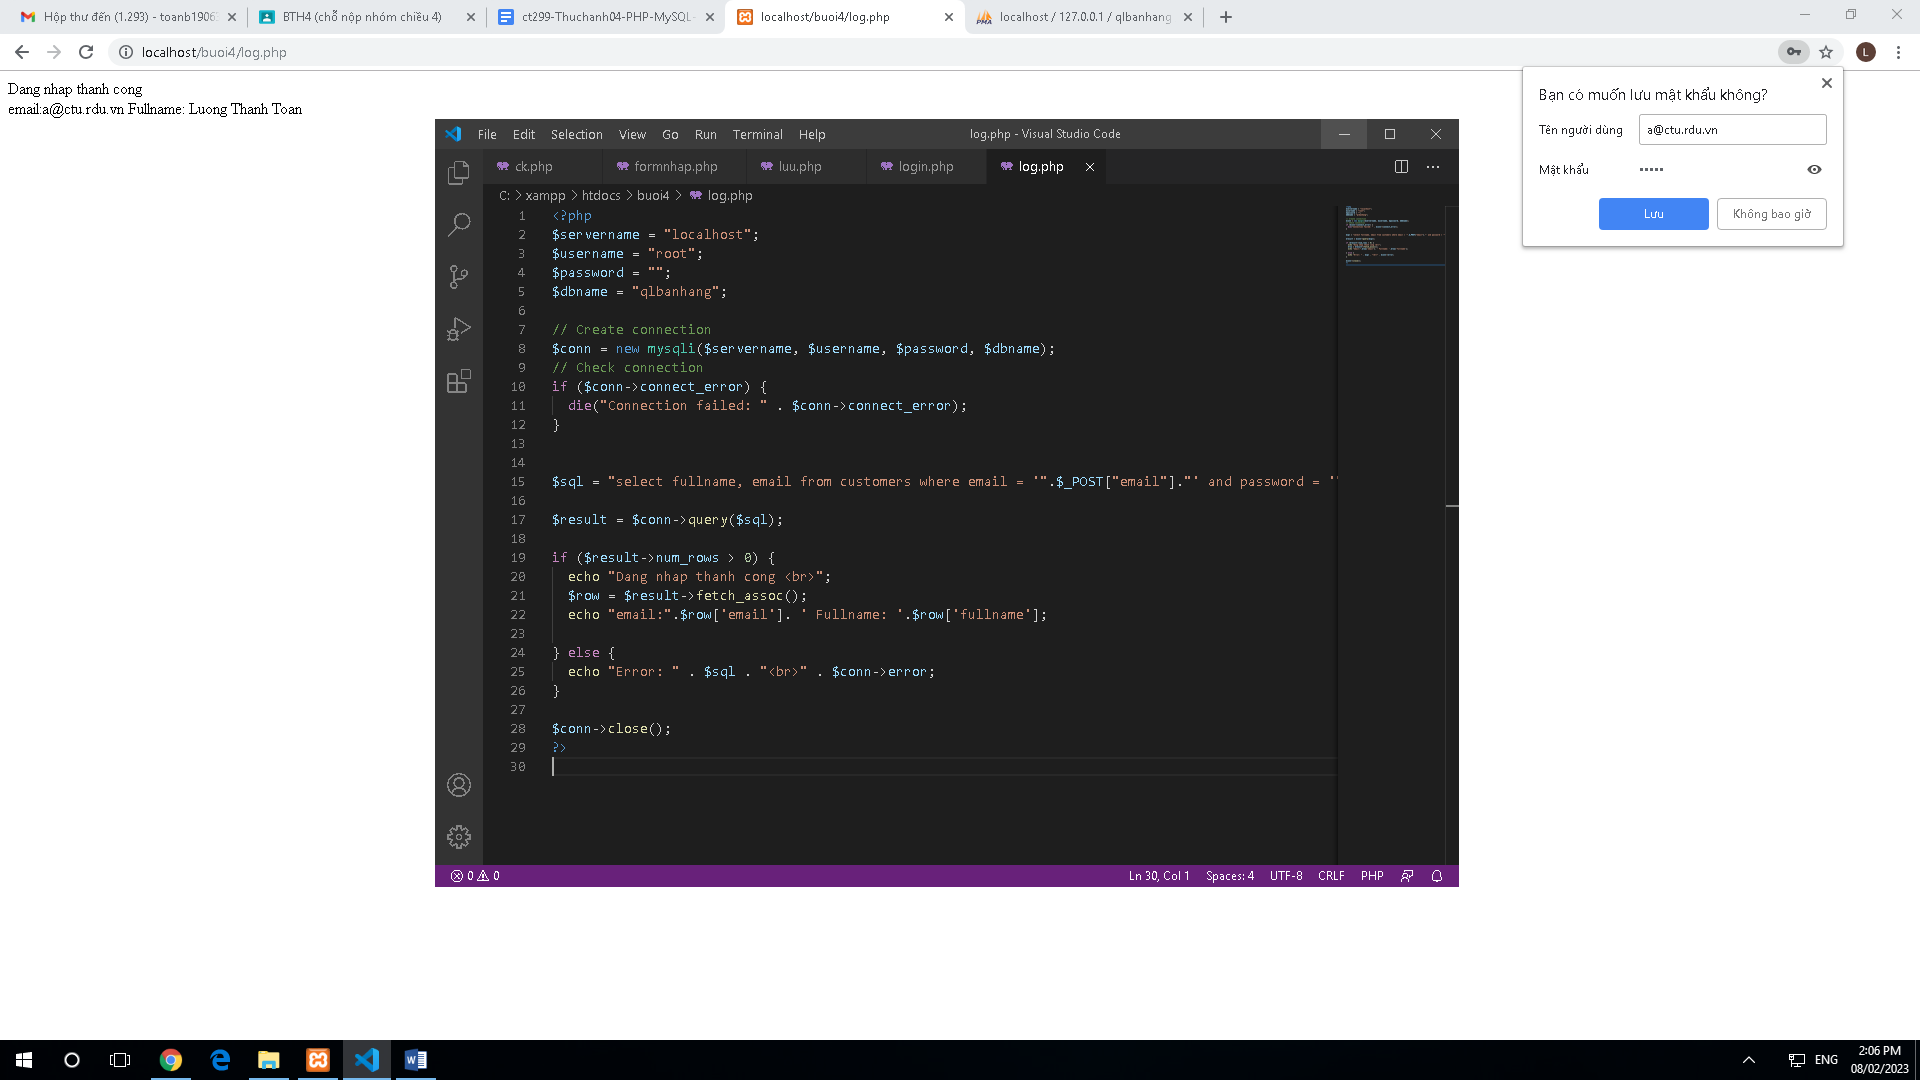 Hộp thư đến (1.293) - toanb1906
BTH4 (chỗ nộp nhóm chiều 4)
ct299-Thuchanh04-PHP-MySQL-
localhost/buoi4/log.php
localhost / 127.0.0.1 / qlbanhang
localhost/buoi4/log.php
L
Dang nhap thanh cong
email:a@ctu.rdu.vn Fullname: Luong Thanh Toan
Bạn có muốn lưu mật khẩu không?
Tên người dùng
a@ctu.rdu.vn
Mật khẩu
•••••
Lưu
Không bao giờ
File Edit Selection View Go Run Terminal Help
log.php - Visual Studio Code
ck.php
formnhap.php
luu.php
login.php
log.php
C: > xampp > htdocs > buoi4 > log.php
1 <?php
2 $servername = "localhost";
3 $username = "root";
4 $password = "";
5 $dbname = "qlbanhang";
6
7 // Create connection
8 $conn = new mysqli($servername, $username, $password, $dbname);
9 // Check connection
10 if ($conn->connect_error) {
11 die("Connection failed: " . $conn->connect_error);
12 }
13
14
15 $sql = "select fullname, email from customers where email = '".$_POST["email"]."' and password = '
16
17 $result = $conn->query($sql);
18
19 if ($result->num_rows > 0) {
20 echo "Dang nhap thanh cong <br>";
21 $row = $result->fetch_assoc();
22 echo "email:".$row['email']. ' Fullname: '.$row['fullname'];
23
24 } else {
25 echo "Error: " . $sql . "<br>" . $conn->error;
26 }
27
28 $conn->close();
29 ?>
30
0 0
Ln 30, Col 1
Spaces: 4
UTF-8
CRLF
PHP
ENG
2:06 PM
08/02/2023